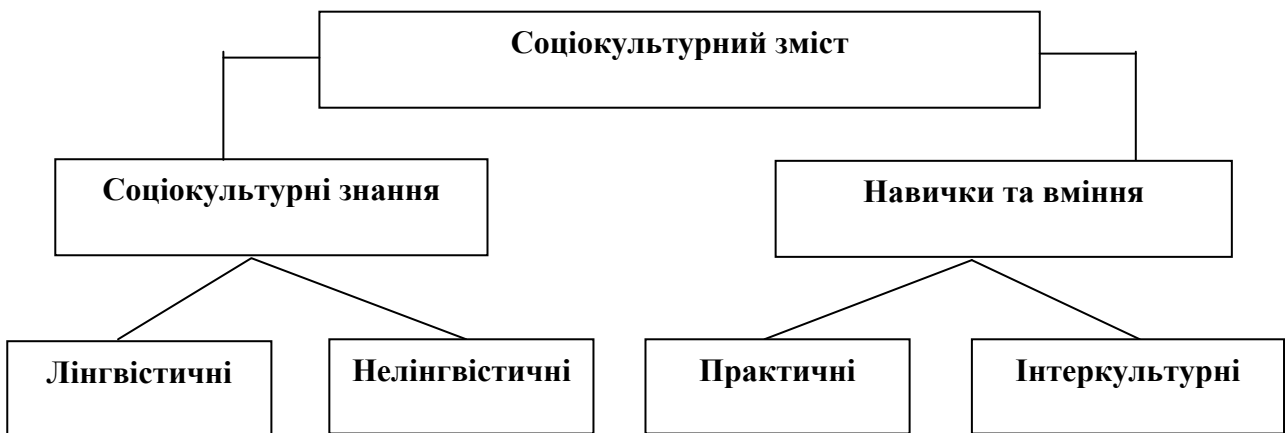 Соціокультурний зміст
Соціокультурні знання
Навички та вміння
Лінгвістичні
Нелінгвістичні
Практичні
Інтеркультурні